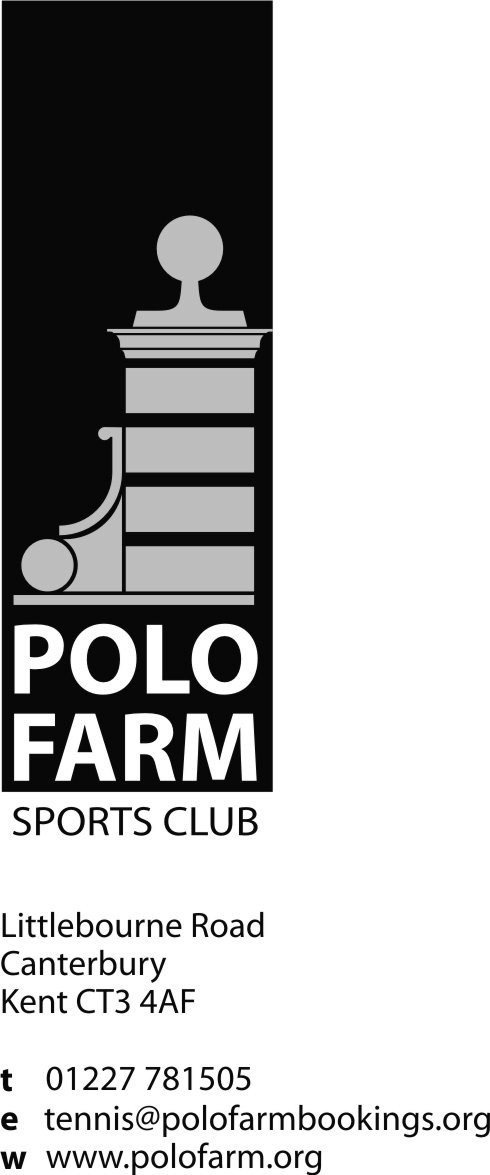 POLO
FARM
SPORTS CLUB
Littlebourne Road
Canterbury
Kent CT3 4AF
t 01227 781505
e tennis@polofarmbookings.org
w www.polofarm.org